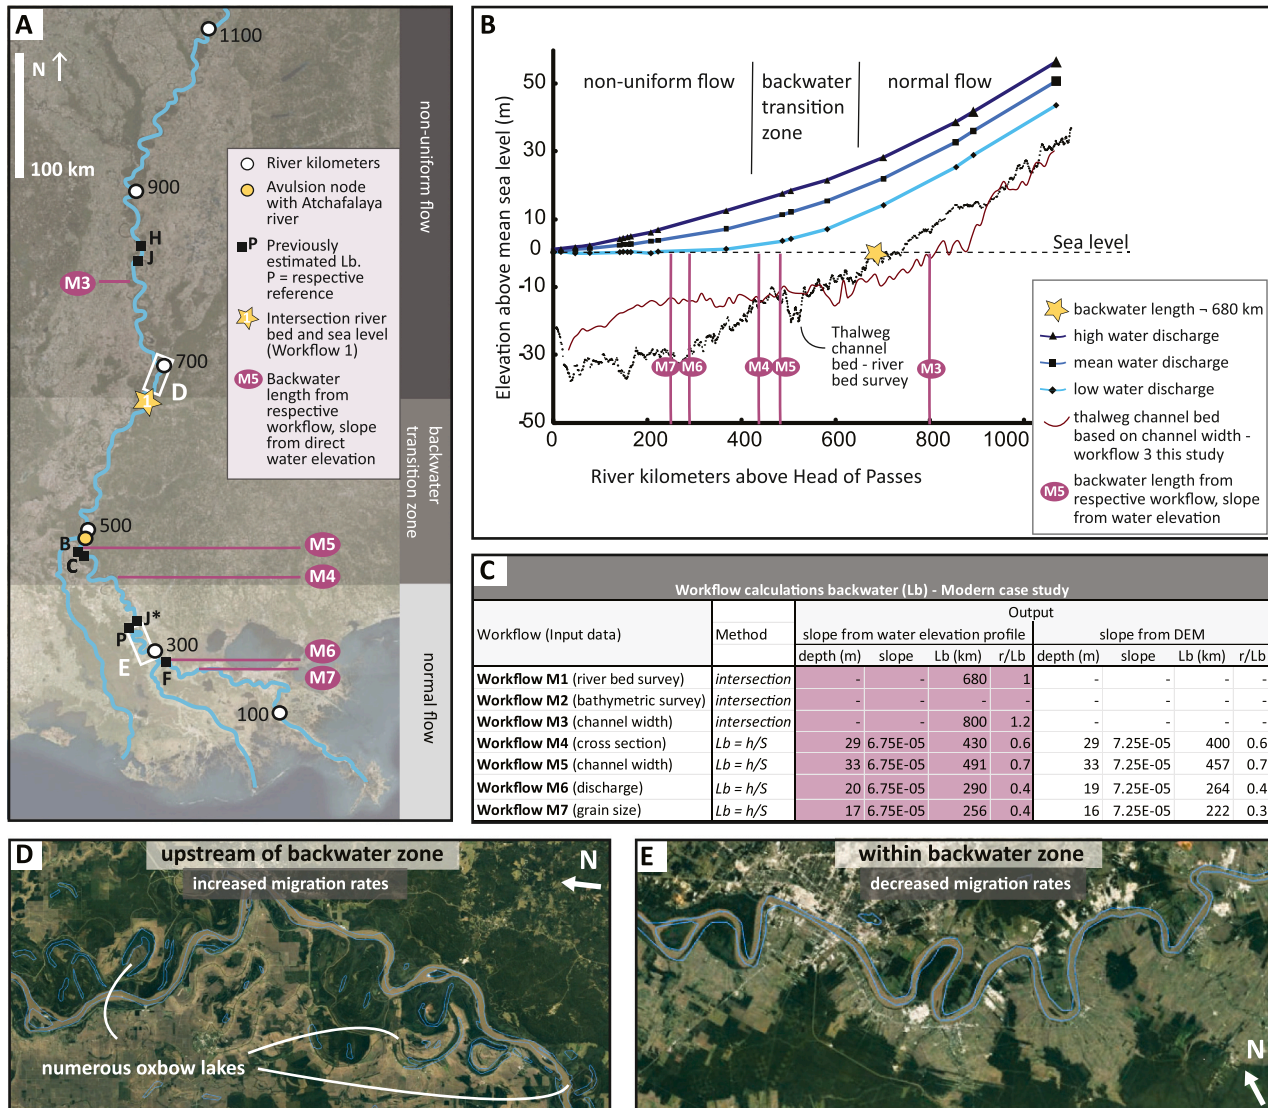 A
N
100 km
1100
900
H
J
M3
700
D
1
500
B
C
M5
M4
J*
P
300
E
F
M6
M7
100
non-uniform flow
backwater
transition zone
normal flow
River kilometers
Avulsion node
with Atchafalaya
river
P Previously
estimated Lb.
P = respective
reference
1 Intersection river
bed and sea level
(Workflow 1)
M5 Backwater
length from
respective
workflow, slope
from direct
water elevation
B
Elevation above mean sea level (m)
50
30
10
0
-10
-30
-50
non-uniform flow
backwater
transition
zone
normal flow
Sea level
Thalweg
channel
bed - river
bed survey
M7 M6 M4 M5 M3
0 200 400 600 800 1000
River kilometers above Head of Passes
backwater length ¬ 680 km
high water discharge
mean water discharge
low water discharge
thalweg channel bed
based on channel width -
workflow 3 this study
M5 backwater length from
respective workflow, slope
from water elevation
C
Workflow calculations backwater (Lb) - Modern case study
Output
Workflow (Input data) Method slope from water elevation profile slope from DEM
depth (m) slope Lb (km) r/Lb depth (m) slope Lb (km) r/Lb
Workflow M1 (river bed survey) intersection - - 680 1 - - - -
Workflow M2 (bathymetric survey) intersection - - - - - - - -
Workflow M3 (channel width) intersection - - 800 1.2 - - - -
Workflow M4 (cross section) Lb = h/S 29 6.75E-05 430 0.6 29 7.25E-05 400 0.6
Workflow M5 (channel width) Lb = h/S 33 6.75E-05 491 0.7 33 7.25E-05 457 0.7
Workflow M6 (discharge) Lb = h/S 20 6.75E-05 290 0.4 19 7.25E-05 264 0.4
Workflow M7 (grain size) Lb = h/S 17 6.75E-05 256 0.4 16 7.25E-05 222 0.3
D
upstream of backwater zone
increased migration rates
N
numerous oxbow lakes
E
within backwater zone
decreased migration rates
N